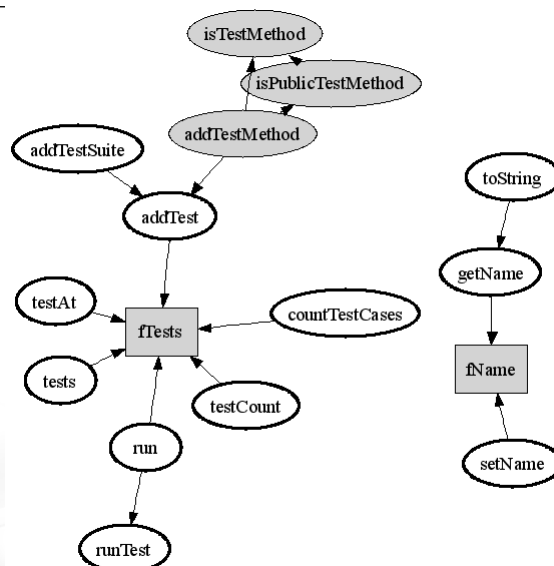 isTestMethod
isPublicTestMethod
addTestMethod
addTestSuite
toString
addTest
getName
testAt
countTestCases
fTests
fName
tests
testCount
run
setName
runTest